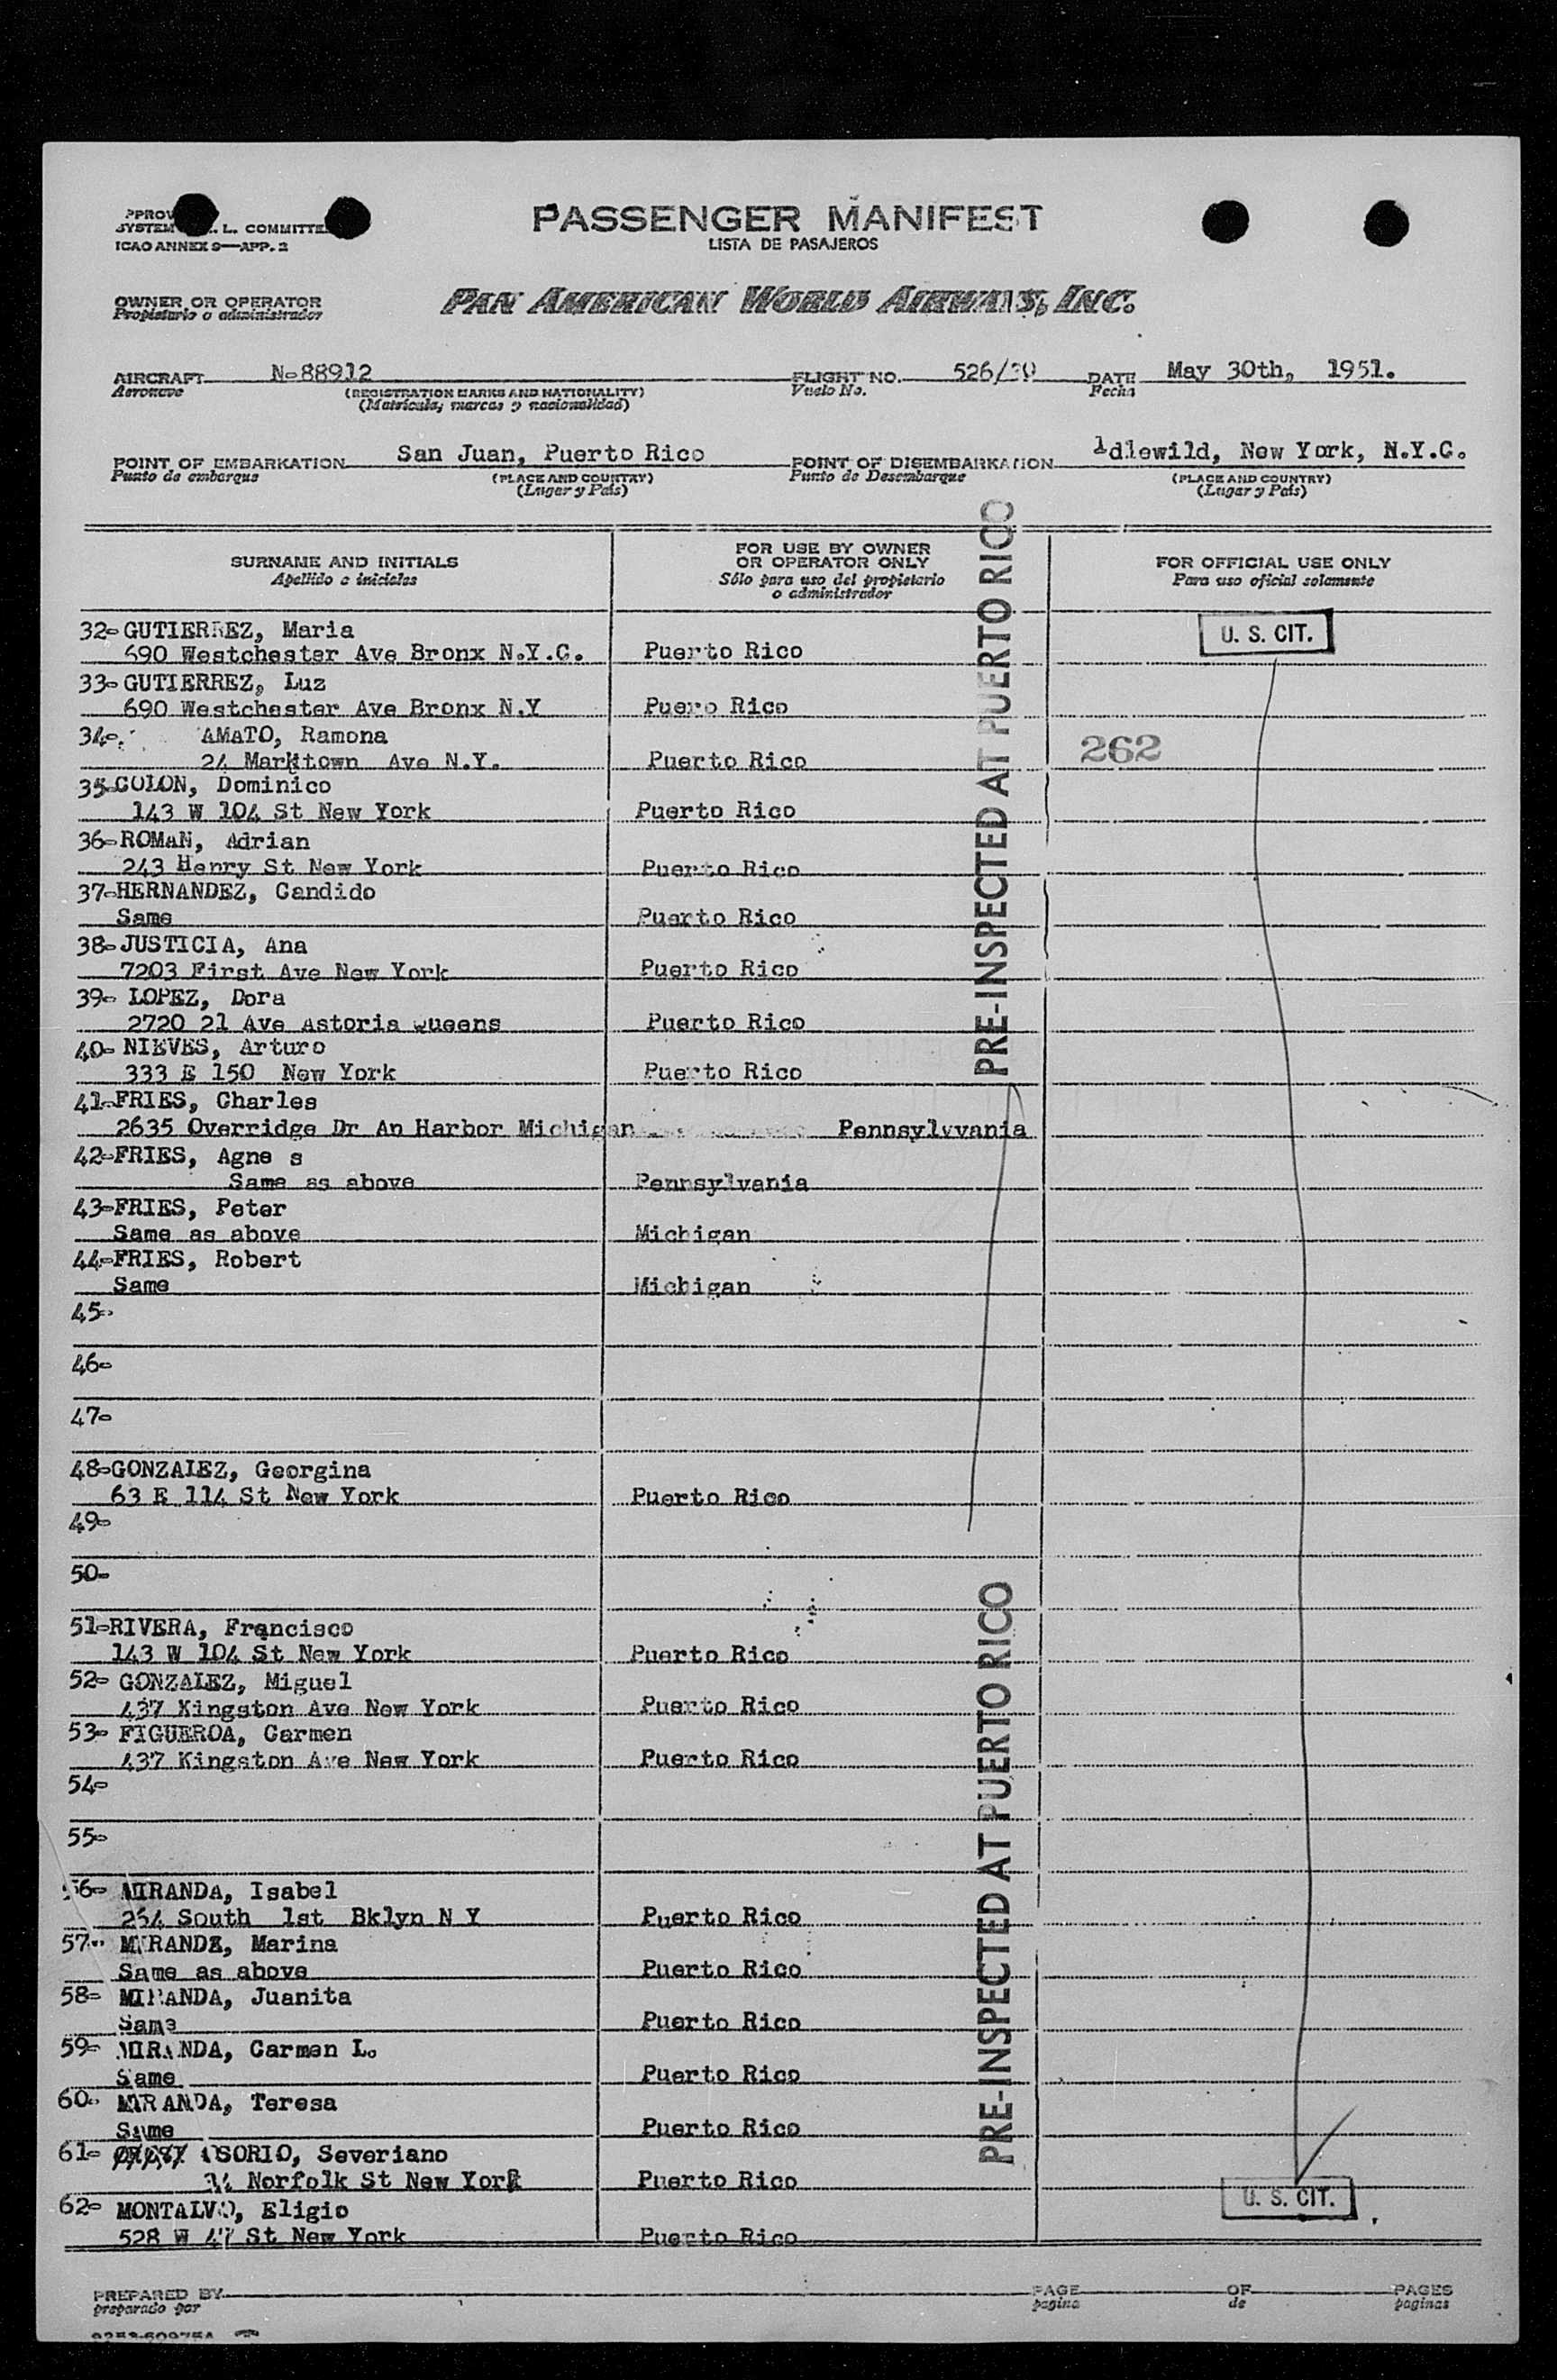 SYSTEM L. COMMITTEE
ICAO ANNEX 9—APP. 2
PASSENGER MANIFEST
LISTA DE PASAJEROS
OWNER OR OPERATOR
Propietario o administrador
PAN AMERICAN WORLD AIRWAYS, INC.
AIRCRAFT N-88912 FLIGHT NO. 526/30 DATE May 30th, 1951.
Aeronave (REGISTRATION MARKS AND NATIONALITY) Vuelo No. Fecha
(Matricula, marcas y nacionalidad)
POINT OF EMBARKATION San Juan, Puerto Rico POINT OF DISEMBARKATION Idlewild, New York, N.Y.C.
Punto de embarque (PLACE AND COUNTRY) Punto de Desembarque (PLACE AND COUNTRY)
(Lugar y País) (Lugar y País)
SURNAME AND INITIALS
Apellido e iniciales
FOR USE BY OWNER
OR OPERATOR ONLY
Sólo para uso del propietario
o administrador
FOR OFFICIAL USE ONLY
Para uso oficial solamente
PRE-INSPECTED AT PUERTO RICO
U. S. CIT.
32- GUTIERREZ, Maria
690 Westchester Ave Bronx N.Y.C. Puerto Rico
33- GUTIERREZ, Luz
690 Westchester Ave Bronx N.Y Puero Rico
34- AMATO, Ramona
24 Marktown Ave N.Y. Puerto Rico
262
35-COLON, Dominico
143 W 104 St New York Puerto Rico
36-ROMAN, Adrian
243 Henry St New York Puerto Rico
37-HERNANDEZ, Candido
Same Puerto Rico
38-JUSTICIA, Ana
7203 First Ave New York Puerto Rico
39- LOPEZ, Dora
2720 21 Ave Astoria Queens Puerto Rico
40- NIEVES, Arturo
333 E 150 New York Puerto Rico
41-FRIES, Charles
2635 Overridge Dr An Harbor Michigan Pennsylvvania
42-FRIES, Agne s
Same as above Pennsylvania
43-FRIES, Peter
Same as above Michigan
44-FRIES, Robert
Same Michigan
45-
46-
47-
48-GONZALEZ, Georgina
63 E 114 St New York Puerto Rico
49-
50-
51-RIVERA, Francisco
143 W 104 St New York Puerto Rico
52- GONZALEZ, Miguel
437 Kingston Ave New York Puerto Rico
53- FIGUEROA, Carmen
437 Kingston Ave New York Puerto Rico
54-
55-
PRE-INSPECTED AT PUERTO RICO
56- MIRANDA, Isabel
254 South 1st Bklyn N Y Puerto Rico
57- MIRANDA, Marina
Same as above Puerto Rico
58- MIRANDA, Juanita
Same Puerto Rico
59- MIRANDA, Carmen L.
Same Puerto Rico
60- MIRANDA, Teresa
Same Puerto Rico
61- OSORIO, Severiano
Norfolk St New York Puerto Rico
U. S. CIT.
62- MONTALVO, Eligio
528 W 47 St New York Puerto Rico
PREPARED BY PAGE OF PAGES
preparado por pagina de paginas